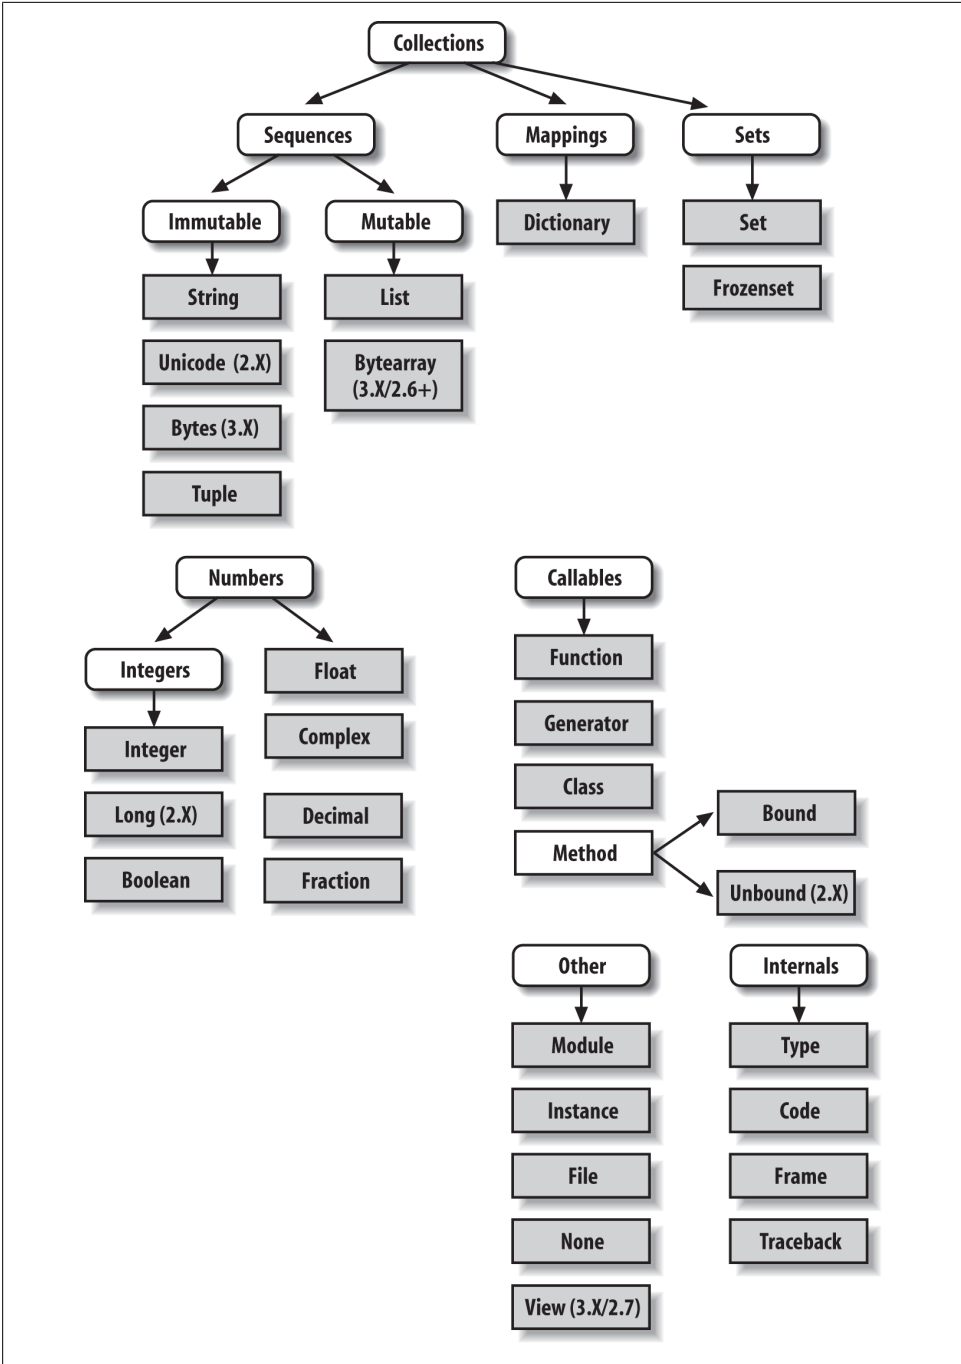 Collections
Sequences
Mappings
Sets
Immutable
Mutable
Dictionary
Set
String
List
Frozenset
Unicode (2.X)
Bytearray
(3.X/2.6+)
Bytes (3.X)
Tuple
Numbers
Callables
Integers
Float
Function
Integer
Complex
Generator
Long (2.X)
Decimal
Class
Bound
Boolean
Fraction
Method
Unbound (2.X)
Other
Internals
Module
Type
Instance
Code
File
Frame
None
Traceback
View (3.X/2.7)